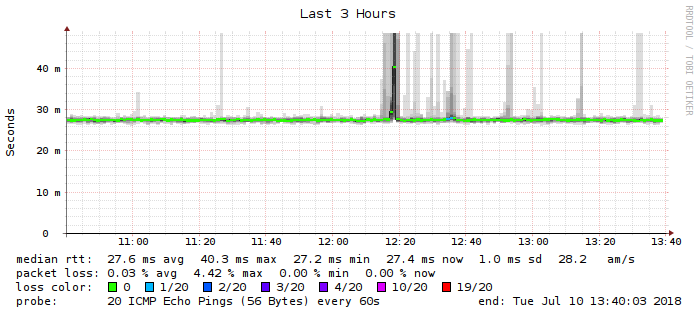 Last 3 Hours
RRDTOOL / TOBI OETIKER
Seconds
40 m
30 m
20 m
10 m
0
11:00 11:20 11:40 12:00 12:20 12:40 13:00 13:20 13:40
median rtt: 27.6 ms avg 40.3 ms max 27.2 ms min 27.4 ms now 1.0 ms sd 28.2 am/s
packet loss: 0.03 % avg 4.42 % max 0.00 % min 0.00 % now
loss color: 0 1/20 2/20 3/20 4/20 10/20 19/20
probe: 20 ICMP Echo Pings (56 Bytes) every 60s end: Tue Jul 10 13:40:03 2018